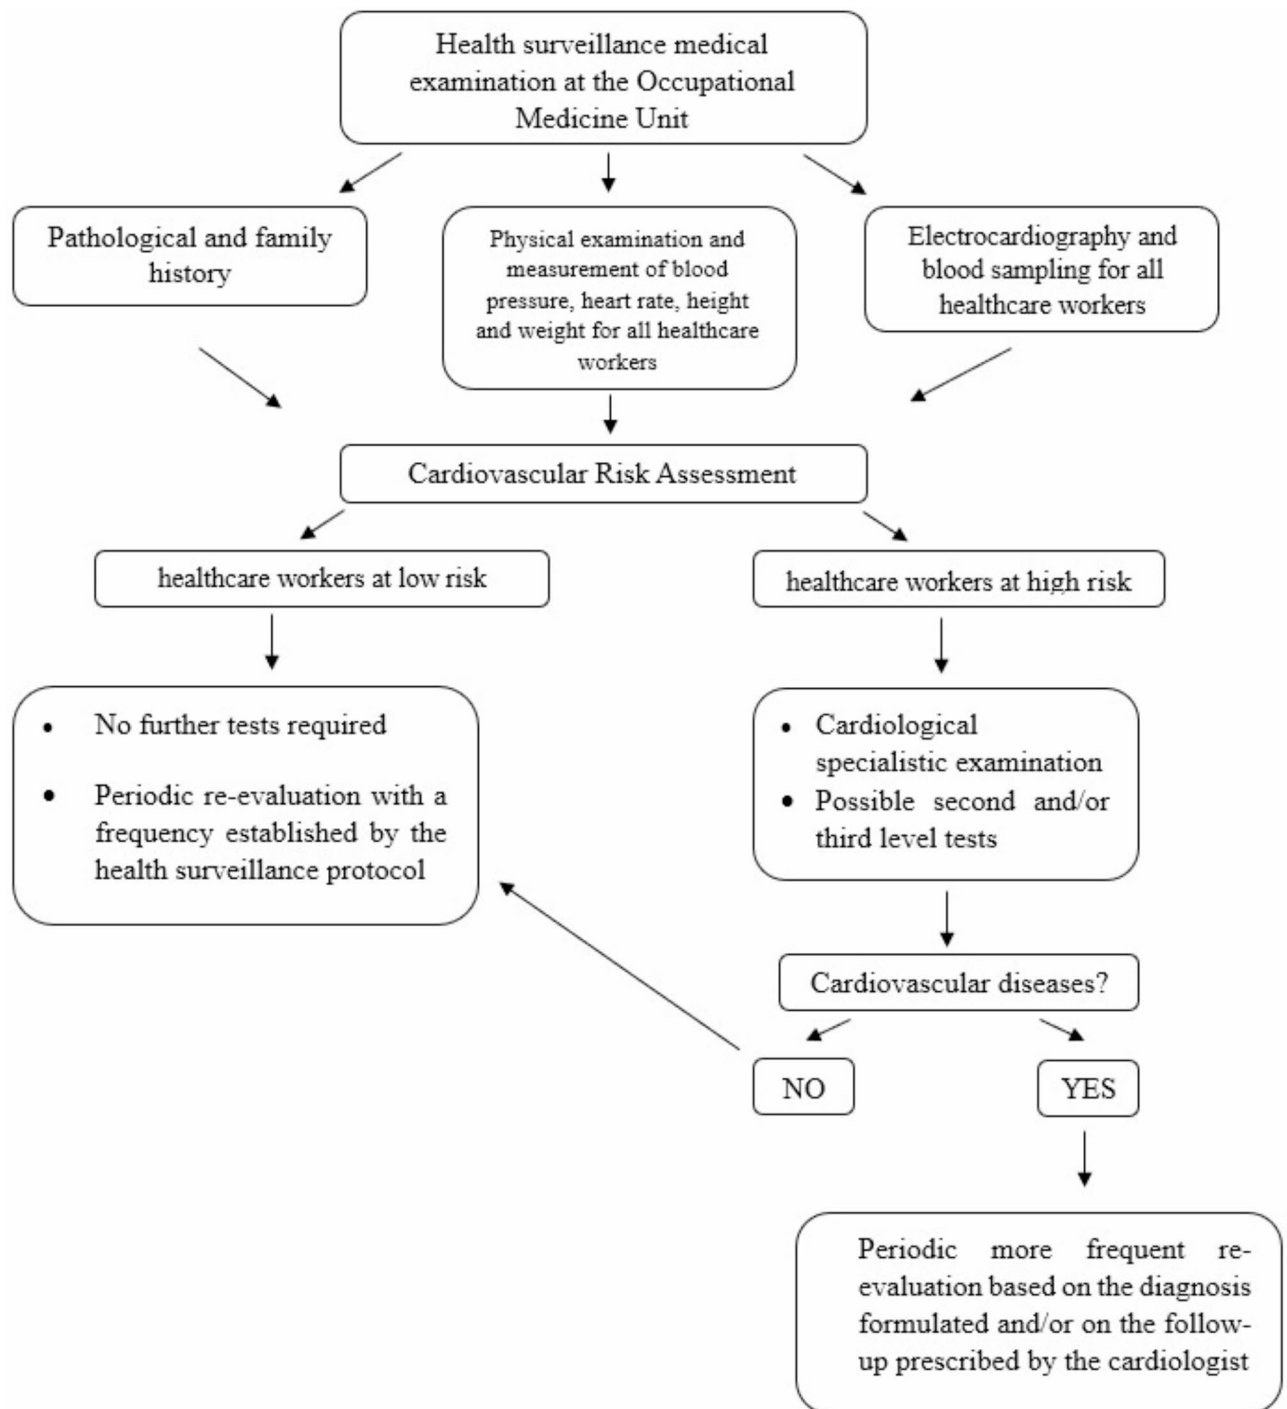 Health surveillance medical
examination at the Occupational
Medicine Unit
Pathological and family
history
Physical examination and
measurement of blood
pressure, heart rate, height
and weight for all healthcare
workers
Electrocardiography and
blood sampling for all
healthcare workers
Cardiovascular Risk Assessment
healthcare workers at low risk
healthcare workers at high risk
• No further tests required
• Periodic re-evaluation with a
frequency established by the
health surveillance protocol
• Cardiological
specialistic examination
• Possible second and/or
third level tests
Cardiovascular diseases?
NO
YES
Periodic more frequent re-
evaluation based on the diagnosis
formulated and/or on the follow-
up prescribed by the cardiologist